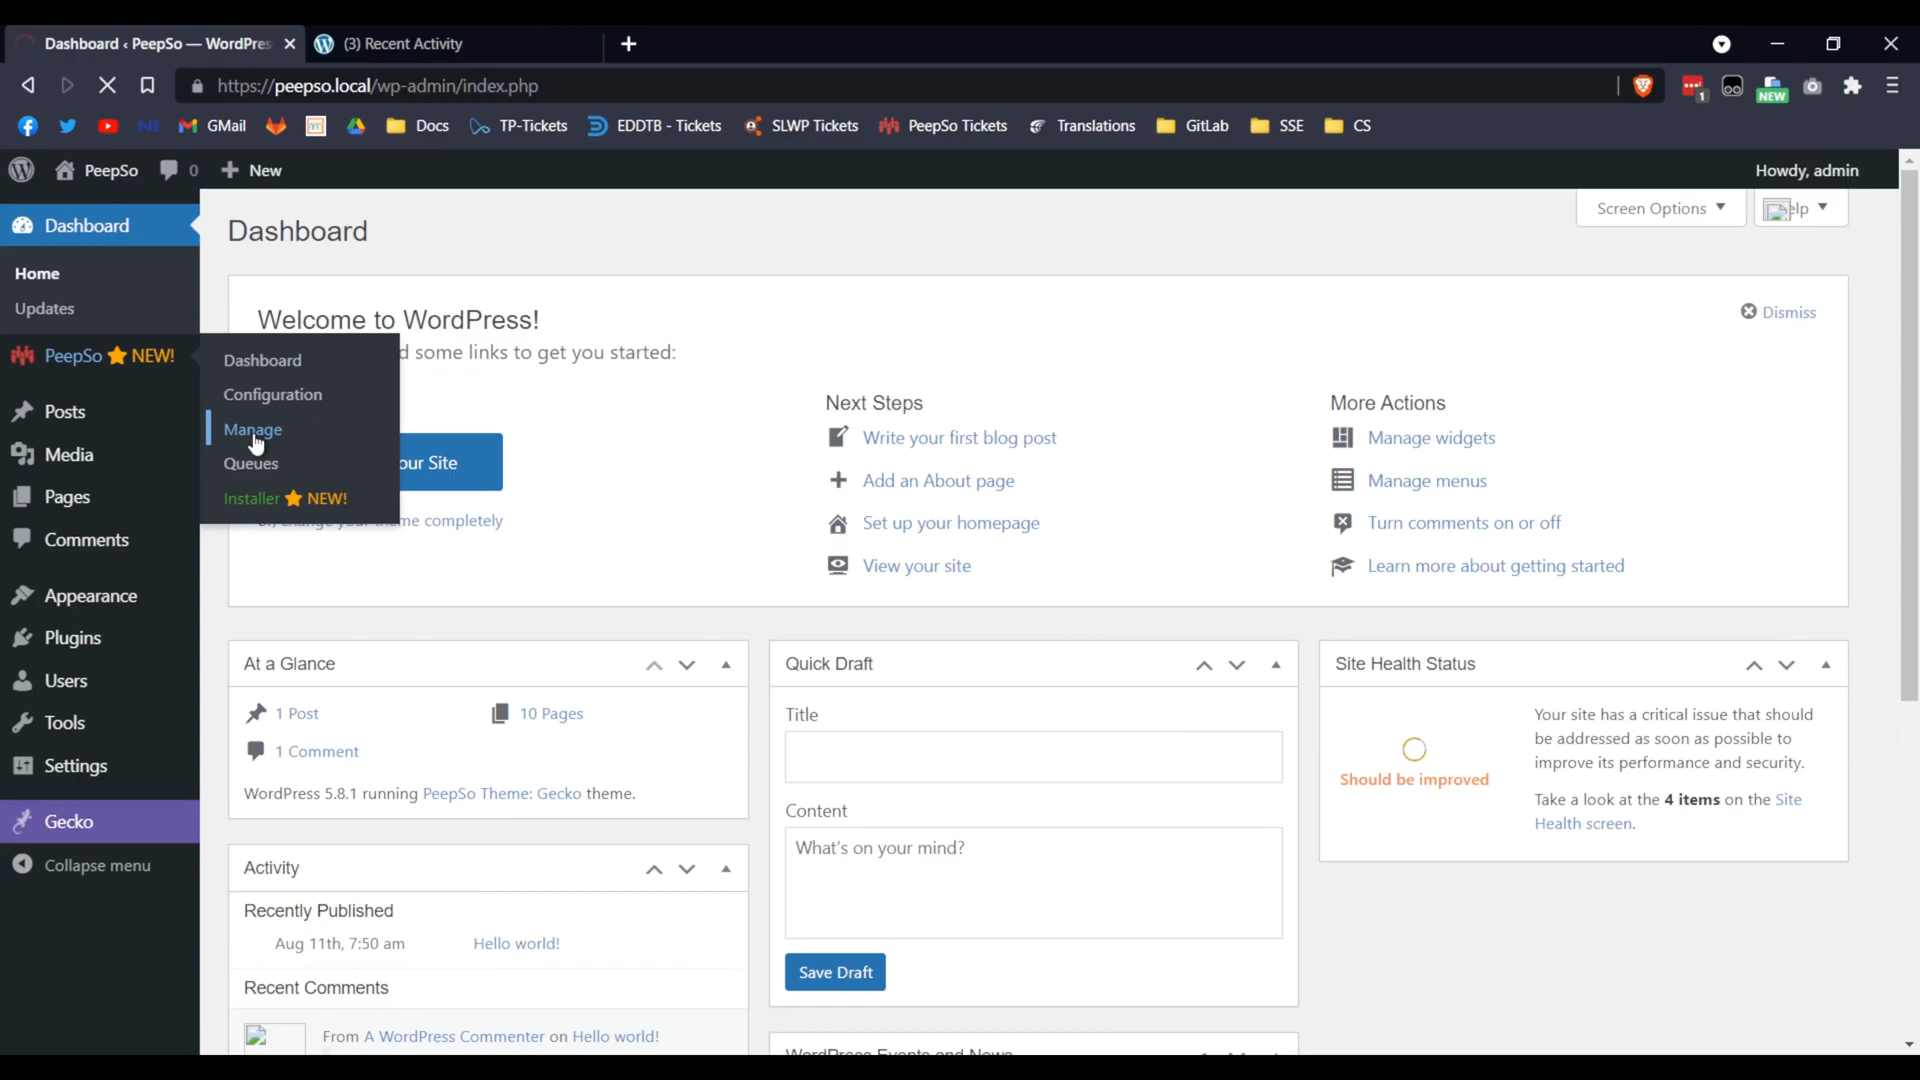 Dashboard ‹ PeepSo — WordPres
(3) Recent Activity
https://peepso.local/wp-admin/index.php
1
NEW
GMail
Docs
TP-Tickets
EDDTB - Tickets
SLWP Tickets
PeepSo Tickets
Translations
GitLab
SSE
CS
PeepSo
0
New
Howdy, admin
Dashboard
Home
Updates
PeepSo NEW!
Posts
Media
Pages
Comments
Appearance
Plugins
Users
Tools
Settings
Gecko
Collapse menu
Dashboard
Configuration
Manage
Queues
Installer NEW!
Dashboard
Screen Options
elp
Welcome to WordPress!
d some links to get you started:
our Site
me completely
Next Steps
Write your first blog post
Add an About page
Set up your homepage
View your site
More Actions
Manage widgets
Manage menus
Turn comments on or off
Learn more about getting started
Dismiss
At a Glance
1 Post
10 Pages
1 Comment
WordPress 5.8.1 running PeepSo Theme: Gecko theme.
Activity
Recently Published
Aug 11th, 7:50 am
Hello world!
Recent Comments
From A WordPress Commenter on Hello world!
Quick Draft
Title
Content
What's on your mind?
Save Draft
WordPress Events and News
Site Health Status
Should be improved
Your site has a critical issue that should
be addressed as soon as possible to
improve its performance and security.
Take a look at the 4 items on the Site
Health screen.